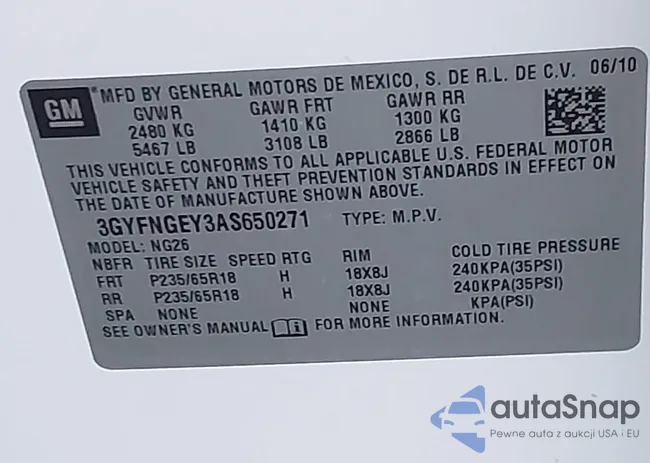 GM
MFD BY GENERAL MOTORS DE MEXICO, S. DE R.L. DE C.V. 06/10
GVWR GAWR FRT GAWR RR
2480 KG 1410 KG 1300 KG
5467 LB 3108 LB 2866 LB
THIS VEHICLE CONFORMS TO ALL APPLICABLE U.S. FEDERAL MOTOR
VEHICLE SAFETY AND THEFT PREVENTION STANDARDS IN EFFECT ON
THE DATE OF MANUFACTURE SHOWN ABOVE.
3GYFNGEY3AS650271 TYPE: M.P.V.
MODEL: NG26
NBFR TIRE SIZE SPEED RTG RIM COLD TIRE PRESSURE
FRT P235/65R18 H 18X8J 240KPA(35PSI)
RR P235/65R18 H 18X8J 240KPA(35PSI)
SPA NONE NONE KPA(PSI)
SEE OWNER'S MANUAL FOR MORE INFORMATION.
autaSnap
Pewne auta z aukcji USA i EU